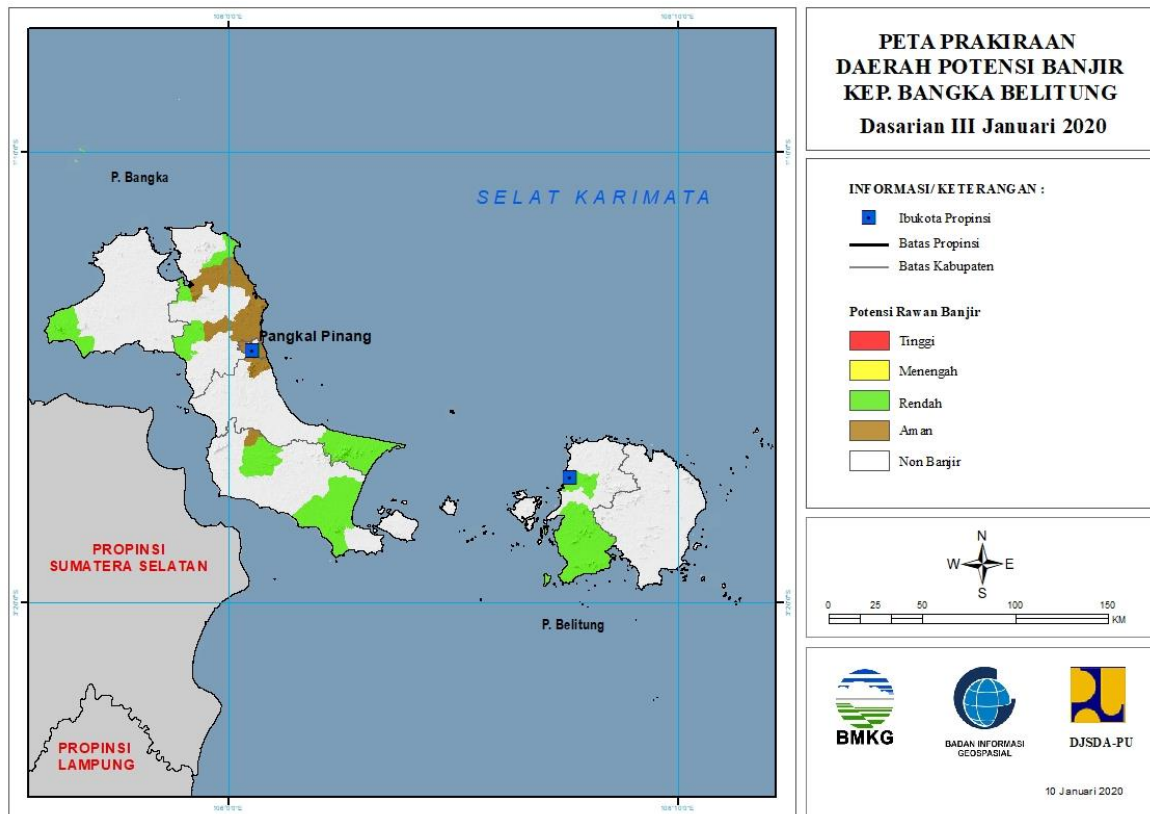 PETA PRAKIRAAN
DAERAH POTENSI BANJIR
KEP. BANGKA BELITUNG
Dasarian III Januari 2020
P. Bangka
SELAT KARIMATA
Pangkal Pinang
PROPINSI
SUMATERA SELATAN
P. Belitung
PROPINSI
LAMPUNG
INFORMASI/ KETERANGAN :
Ibukota Propinsi
Batas Propinsi
Batas Kabupaten
Potensi Rawan Banjir
Tinggi
Menengah
Rendah
Aman
Non Banjir
N
W E
S
0 25 50 100 150
KM
BMKG
BADAN INFORMASI
GEOSPASIAL
DJSDA-PU
10 Januari 2020